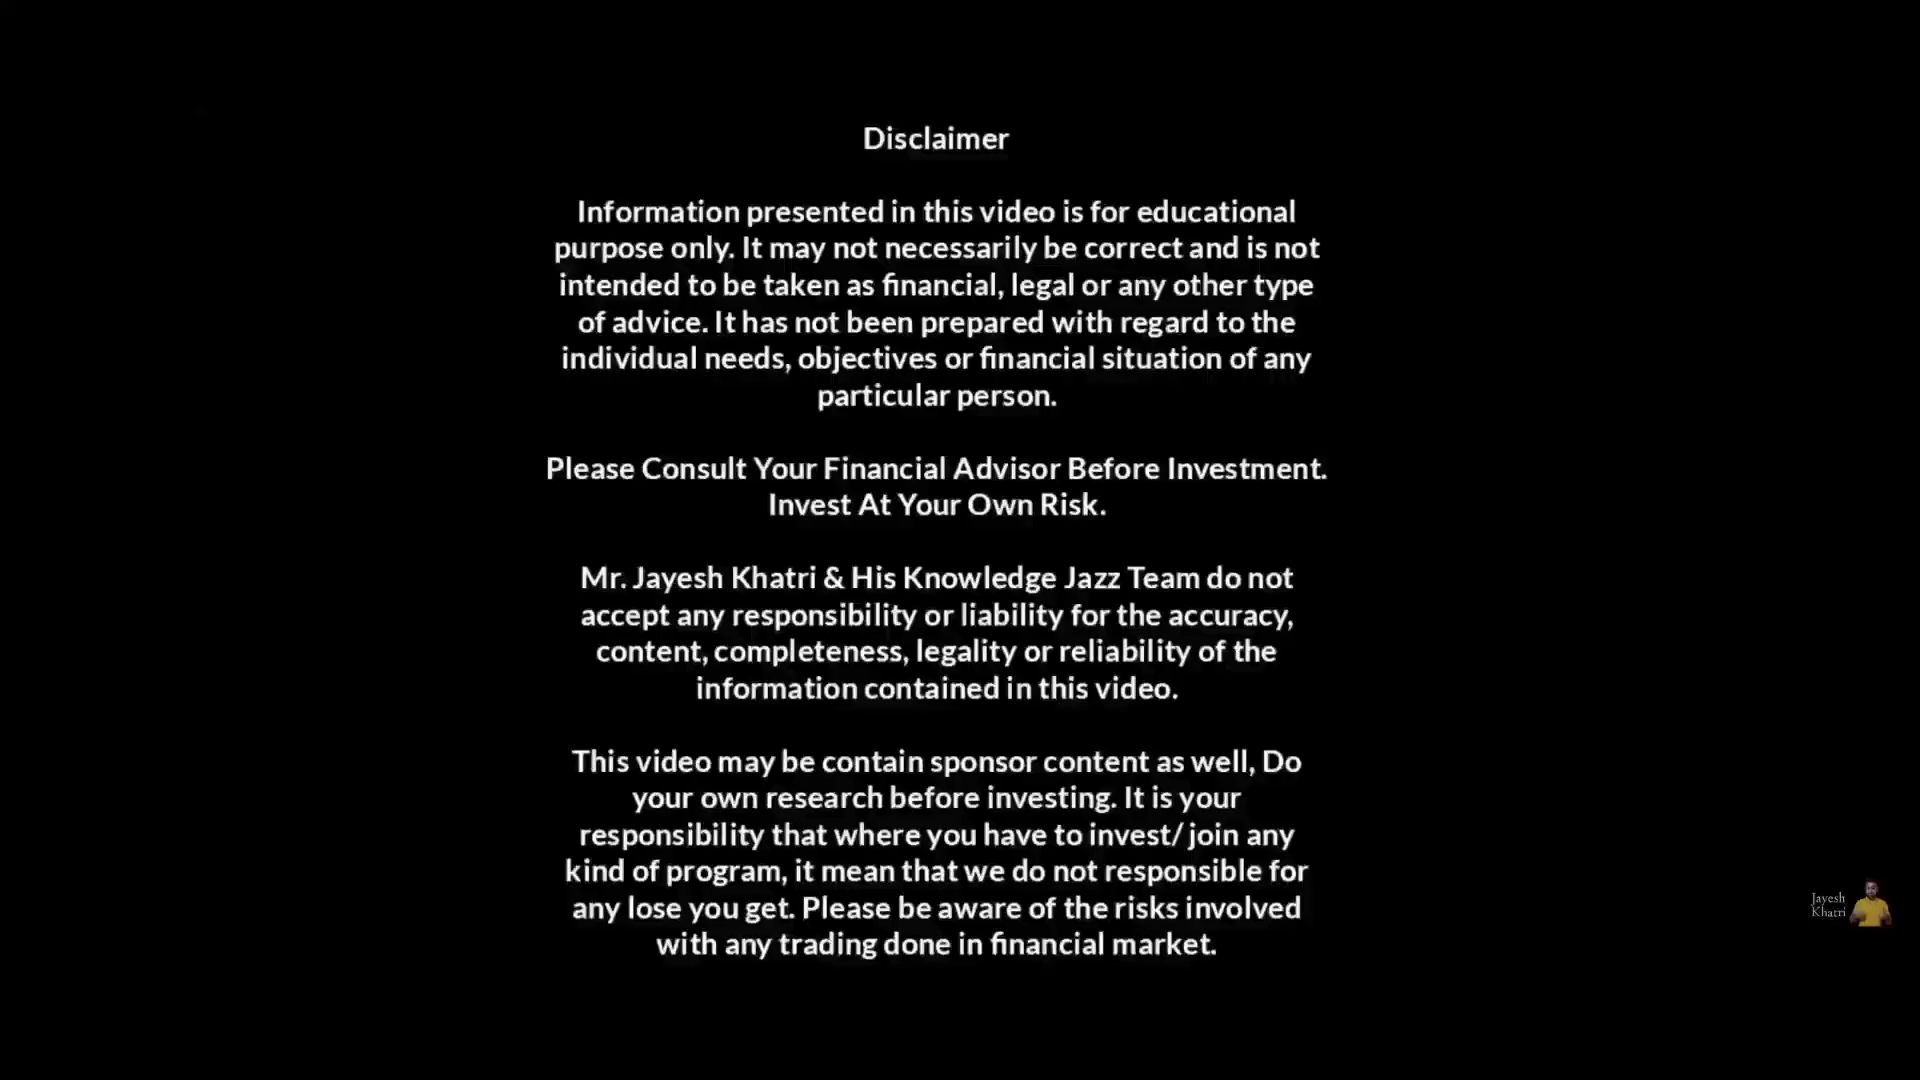 Disclaimer
Information presented in this video is for educational
purpose only. It may not necessarily be correct and is not
intended to be taken as financial, legal or any other type
of advice. It has not been prepared with regard to the
individual needs, objectives or financial situation of any
particular person.
Please Consult Your Financial Advisor Before Investment.
Invest At Your Own Risk.
Mr. Jayesh Khatri & His Knowledge Jazz Team do not
accept any responsibility or liability for the accuracy,
content, completeness, legality or reliability of the
information contained in this video.
This video may be contain sponsor content as well, Do
your own research before investing. It is your
responsibility that where you have to invest/ join any
kind of program, it mean that we do not responsible for
any lose you get. Please be aware of the risks involved
with any trading done in financial market.
Jayesh
Khatri